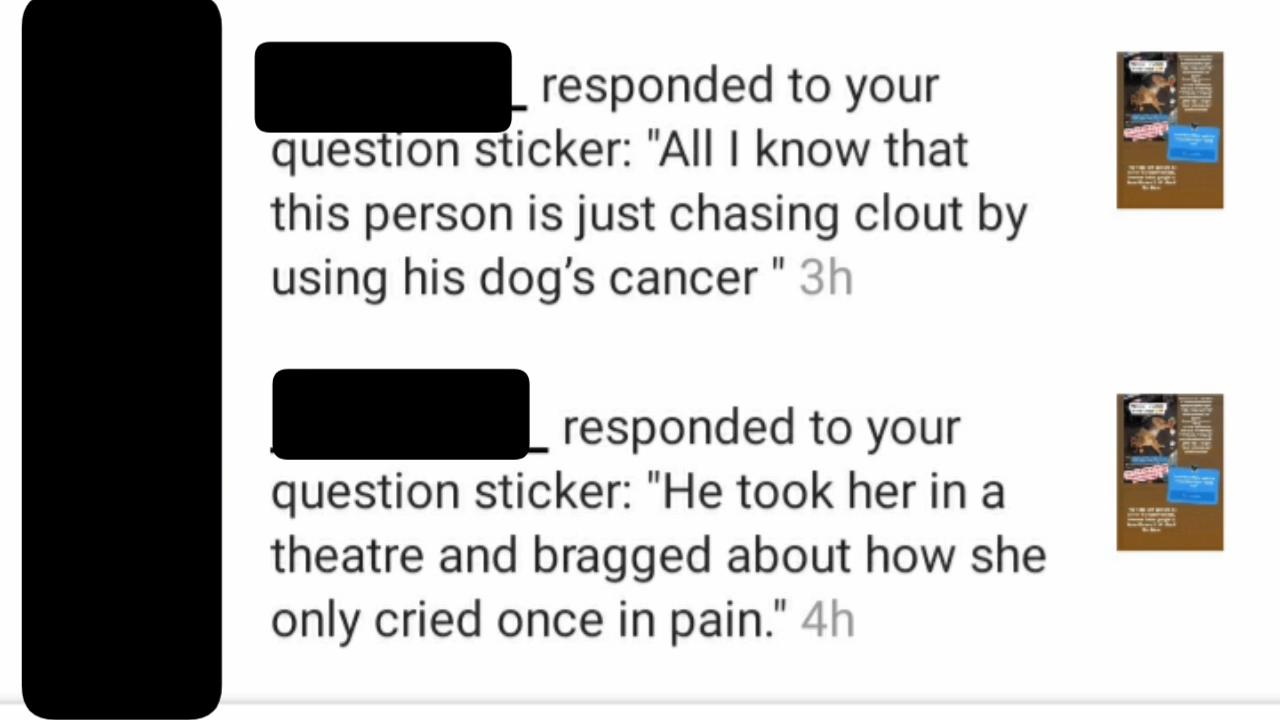 _ responded to your
question sticker: "All I know that
this person is just chasing clout by
using his dog’s cancer " 3h
_ responded to your
question sticker: "He took her in a
theatre and bragged about how she
only cried once in pain." 4h